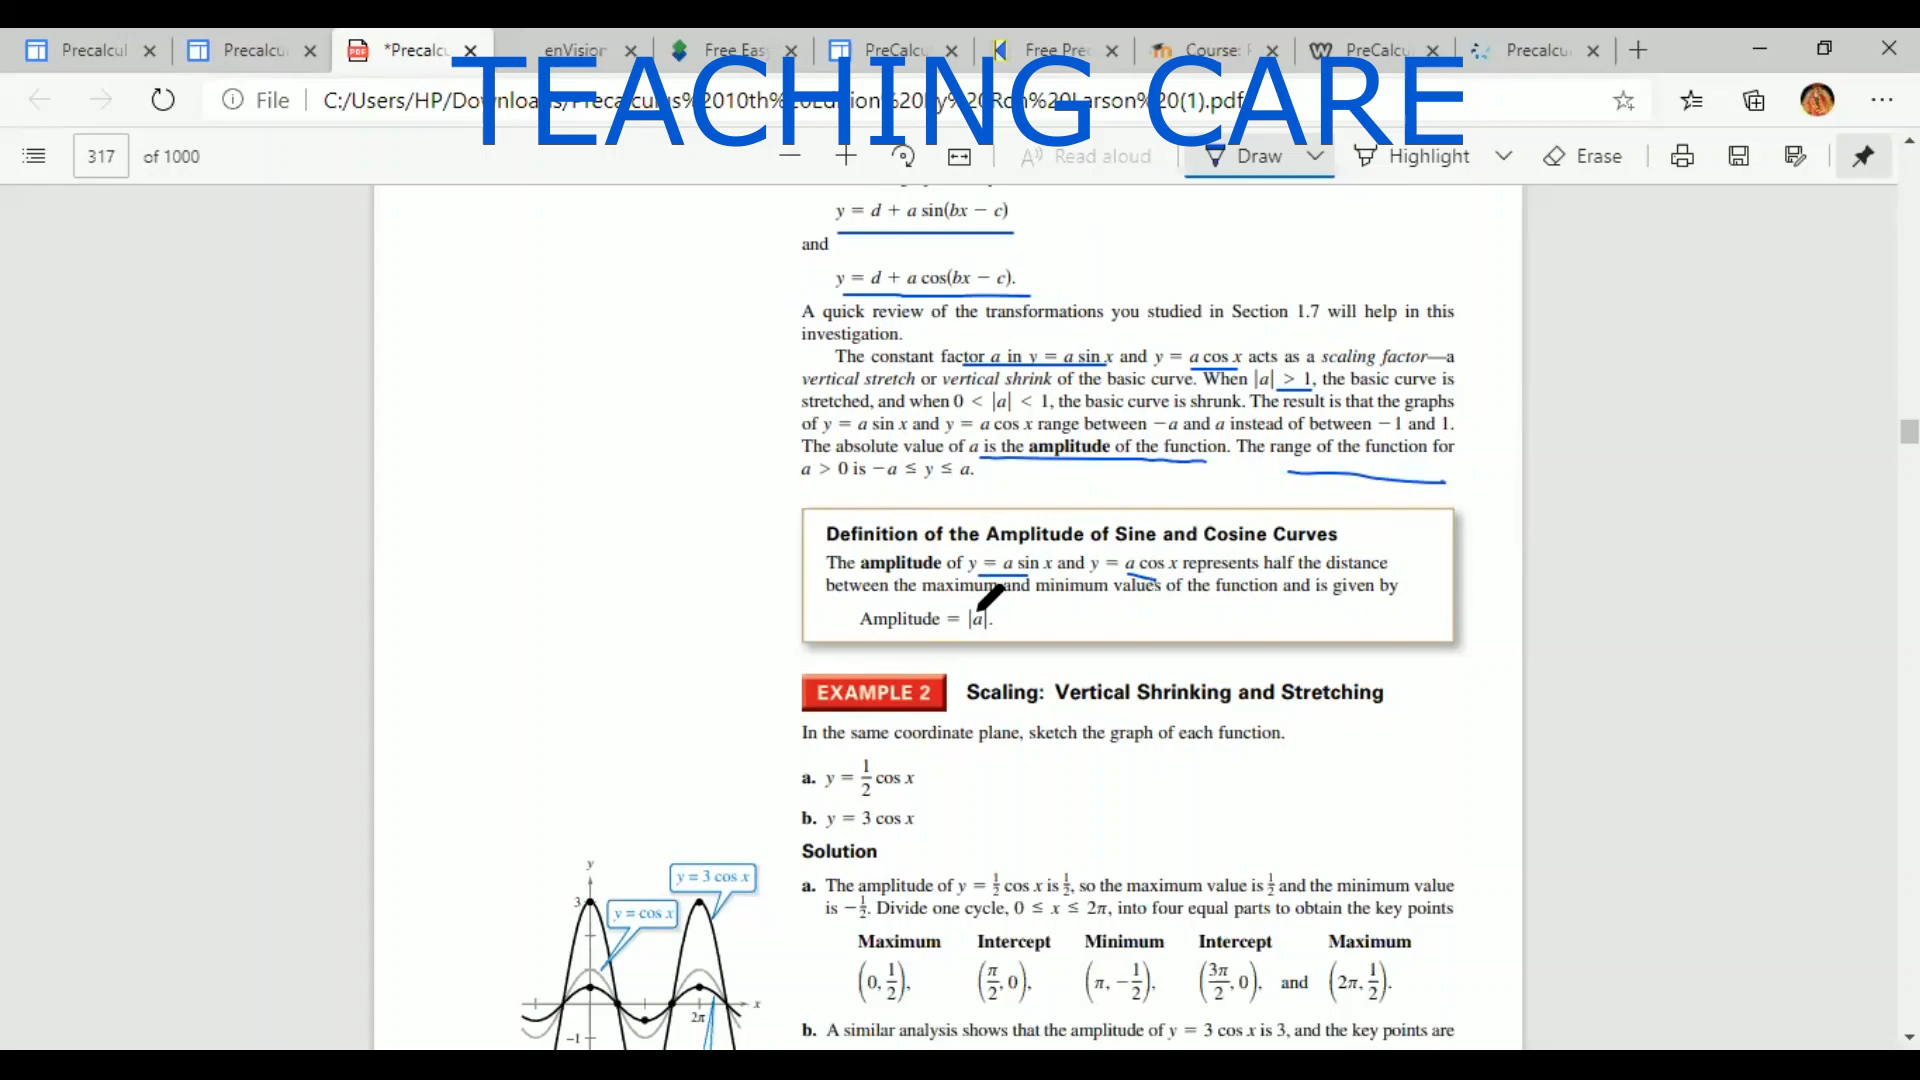 Precalcul
Precalcu
*Precalcu
enVision
Free Easy
PreCalcu
Free Pre
Course: F
PreCalcu
Precalcu
TEACHING CARE
File
C:/Users/HP/Downloads/Precalculus%2010th%20Edition%20by%20Ron%20Larson%20(1).pdf
317 of 1000
Read aloud
Draw
Highlight
Erase
y = d + a sin(bx − c)
and
y = d + a cos(bx − c).
A quick review of the transformations you studied in Section 1.7 will help in this
investigation.
The constant factor a in y = a sin x and y = a cos x acts as a scaling factor—a
vertical stretch or vertical shrink of the basic curve. When |a| > 1, the basic curve is
stretched, and when 0 < |a| < 1, the basic curve is shrunk. The result is that the graphs
of y = a sin x and y = a cos x range between −a and a instead of between −1 and 1.
The absolute value of a is the amplitude of the function. The range of the function for
a > 0 is −a ≤ y ≤ a.
Definition of the Amplitude of Sine and Cosine Curves
The amplitude of y = a sin x and y = a cos x represents half the distance
between the maximum and minimum values of the function and is given by
Amplitude = |a|.
EXAMPLE 2 Scaling: Vertical Shrinking and Stretching
In the same coordinate plane, sketch the graph of each function.
a. y = 1/2 cos x
b. y = 3 cos x
Solution
a. The amplitude of y = 1/2 cos x is 1/2, so the maximum value is 1/2 and the minimum value
is −1/2. Divide one cycle, 0 ≤ x ≤ 2π, into four equal parts to obtain the key points
Maximum Intercept Minimum Intercept Maximum
(0, 1/2), (π/2, 0), (π, −1/2), (3π/2, 0), and (2π, 1/2).
b. A similar analysis shows that the amplitude of y = 3 cos x is 3, and the key points are
y
y = 3 cos x
3
y = cos x
x
2π
−1